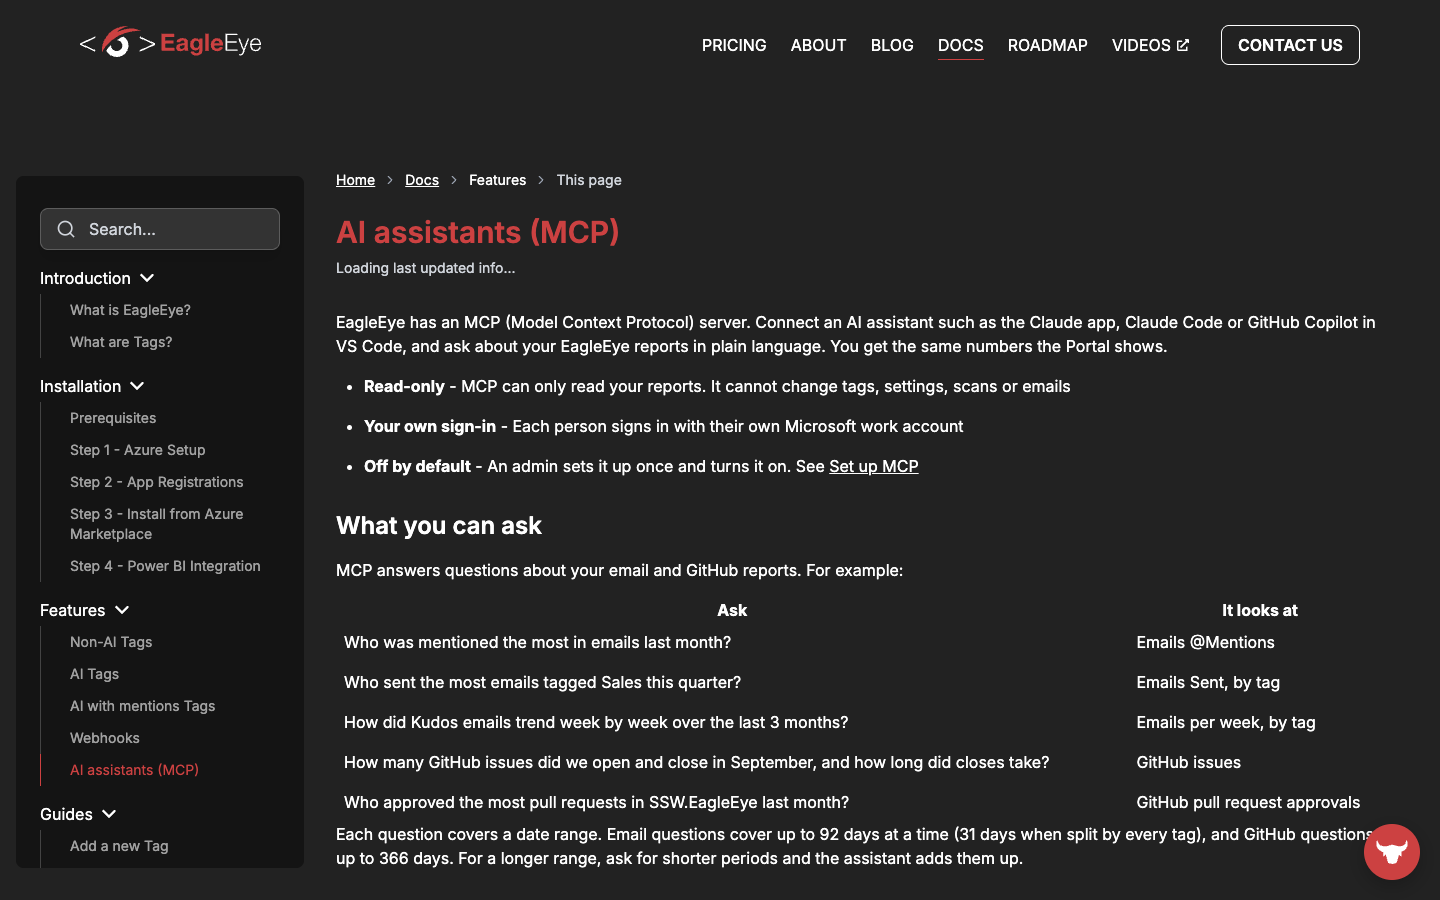 < > EagleEye
PRICING ABOUT BLOG DOCS ROADMAP VIDEOS CONTACT US
Search...
Introduction
What is EagleEye?
What are Tags?
Installation
Prerequisites
Step 1 - Azure Setup
Step 2 - App Registrations
Step 3 - Install from Azure
Marketplace
Step 4 - Power BI Integration
Features
Non-AI Tags
AI Tags
AI with mentions Tags
Webhooks
AI assistants (MCP)
Guides
Add a new Tag
Home > Docs > Features > This page
AI assistants (MCP)
Loading last updated info...
EagleEye has an MCP (Model Context Protocol) server. Connect an AI assistant such as the Claude app, Claude Code or GitHub Copilot in
VS Code, and ask about your EagleEye reports in plain language. You get the same numbers the Portal shows.
• Read-only - MCP can only read your reports. It cannot change tags, settings, scans or emails
• Your own sign-in - Each person signs in with their own Microsoft work account
• Off by default - An admin sets it up once and turns it on. See Set up MCP
What you can ask
MCP answers questions about your email and GitHub reports. For example:
Ask It looks at
Who was mentioned the most in emails last month? Emails @Mentions
Who sent the most emails tagged Sales this quarter? Emails Sent, by tag
How did Kudos emails trend week by week over the last 3 months? Emails per week, by tag
How many GitHub issues did we open and close in September, and how long did closes take? GitHub issues
Who approved the most pull requests in SSW.EagleEye last month? GitHub pull request approvals
Each question covers a date range. Email questions cover up to 92 days at a time (31 days when split by every tag), and GitHub questions
up to 366 days. For a longer range, ask for shorter periods and the assistant adds them up.